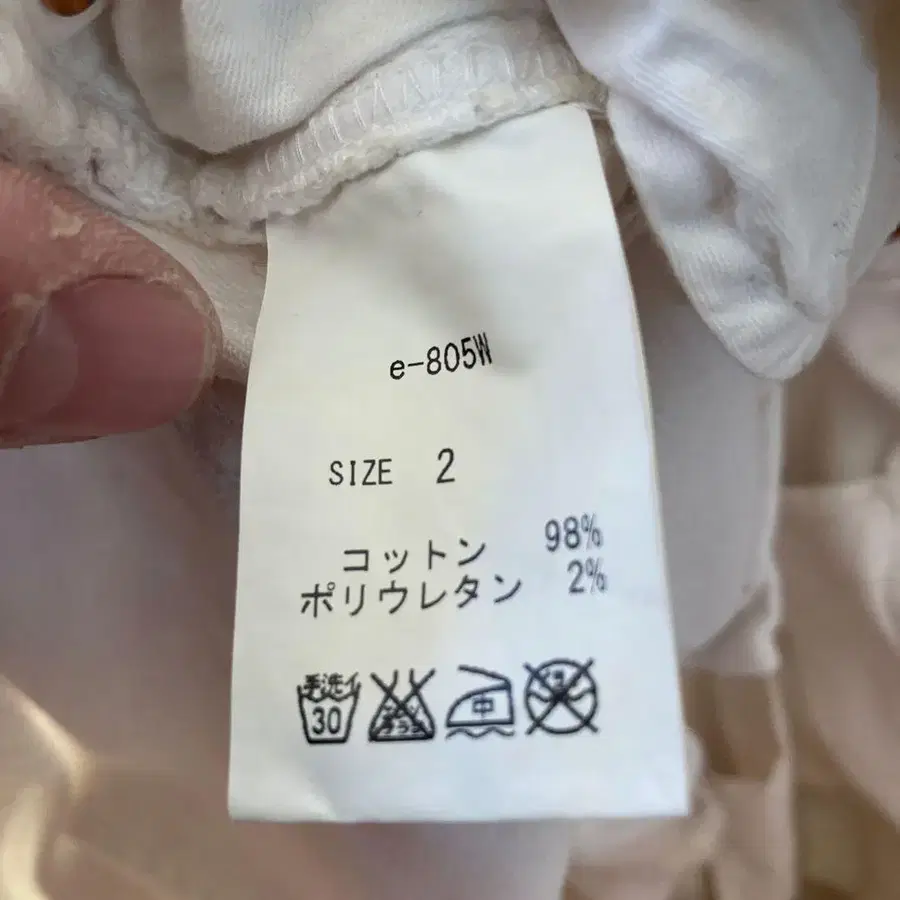 e-805W
SIZE 2
コットン 98%
ポリウレタン 2%
手洗イ
30
中